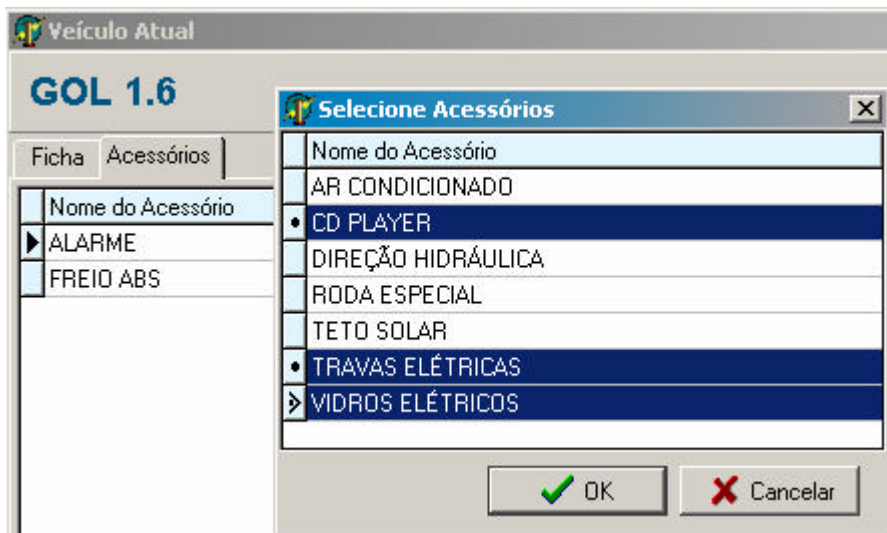 Veículo Atual
GOL 1.6
Ficha
Acessórios
Nome do Acessório
ALARME
FREIO ABS
Selecione Acessórios
Nome do Acessório
AR CONDICIONADO
CD PLAYER
DIREÇÃO HIDRÁULICA
RODA ESPECIAL
TETO SOLAR
TRAVAS ELÉTRICAS
VIDROS ELÉTRICOS
OK
Cancelar